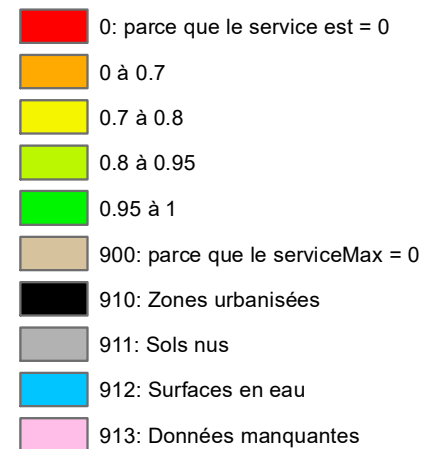 0: parce que le service est = 0
0 à 0.7
0.7 à 0.8
0.8 à 0.95
0.95 à 1
900: parce que le serviceMax = 0
910: Zones urbanisées
911: Sols nus
912: Surfaces en eau
913: Données manquantes